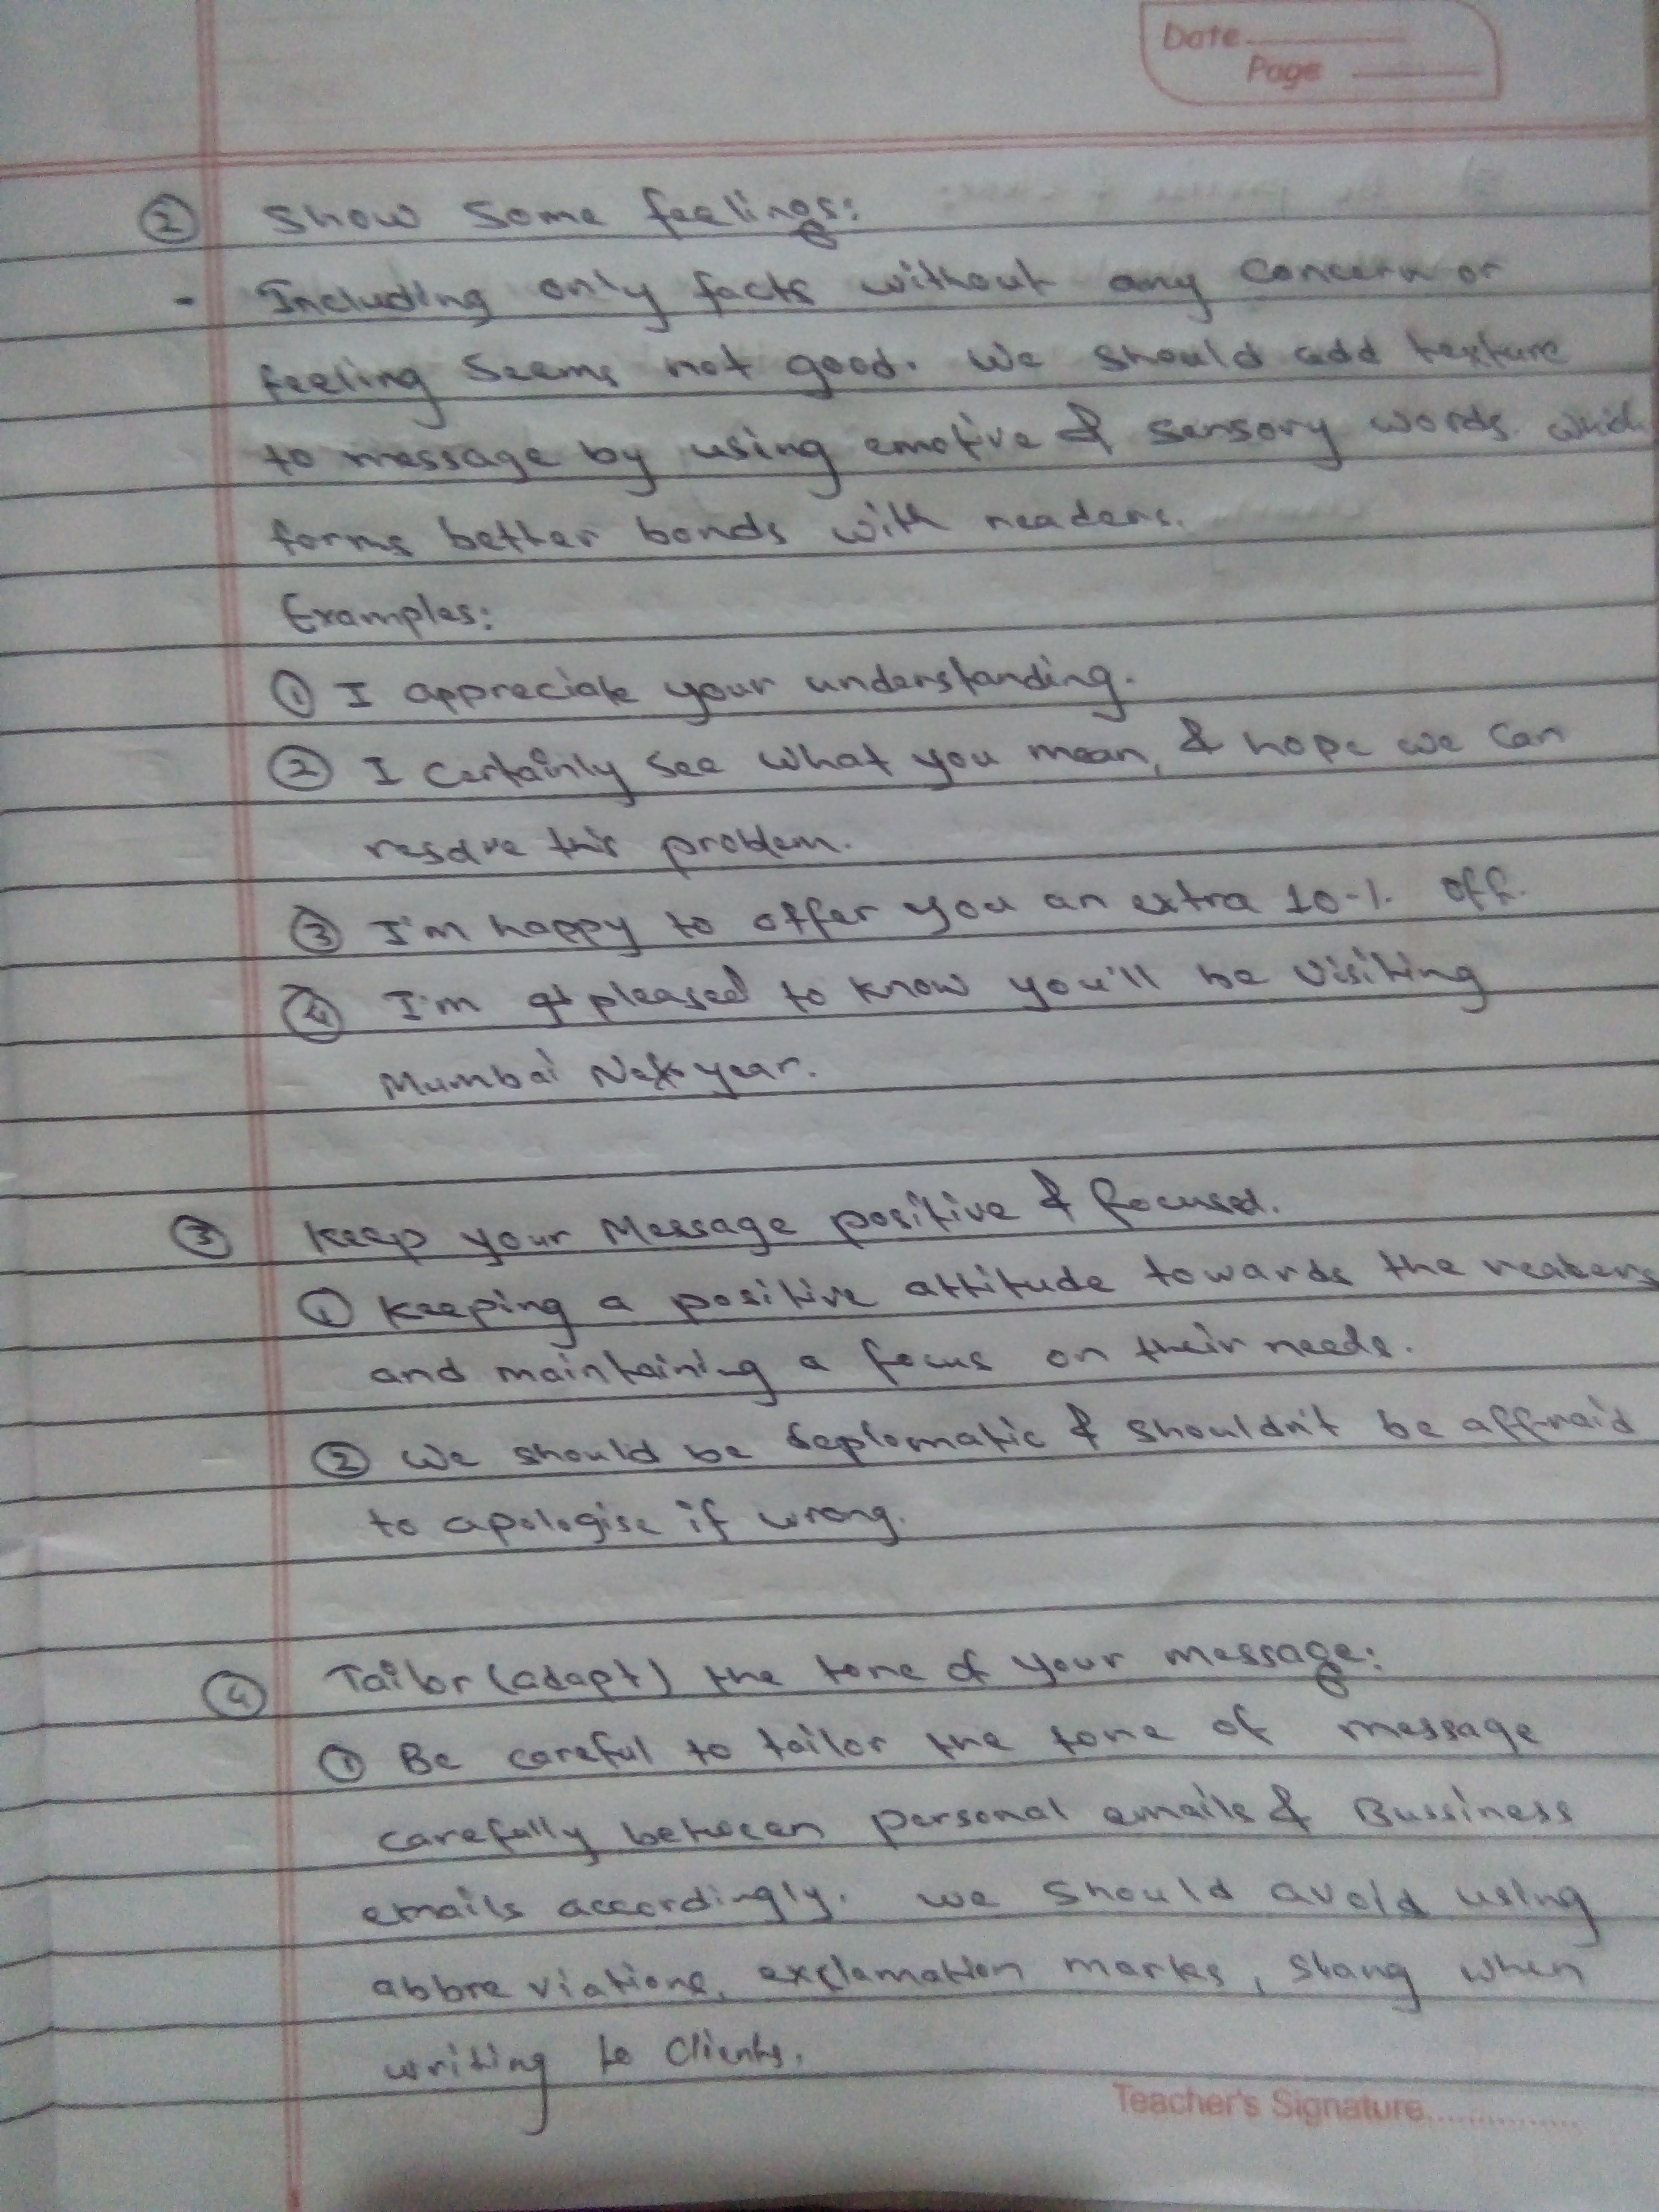 Date
Page
② Show Some feelings:
- Including only facts without any concern or
feeling seems not good. We should add texture
to message by using emotive & sensory words which
forms better bonds with readers.
Examples:
① I appreciate your understanding.
② I certainly see what you mean, & hope we can
resolve this problem.
③ I'm happy to offer you an extra 10% off.
④ I'm pleased to know you'll be visiting
Mumbai Next year.
③ Keep your Message positive & focused.
① Keeping a positive attitude towards the readers
and maintaining a focus on their needs.
② We should be deplomatic & shouldn't be affraid
to apologise if wrong.
④ Tailor (adapt) the tone of your message:
① Be careful to tailor the tone of message
carefully between personal emails & Bussiness
emails accordingly. We should avoid using
abbreviations, exclamation marks, slang when
writing to clients.
Teacher's Signature